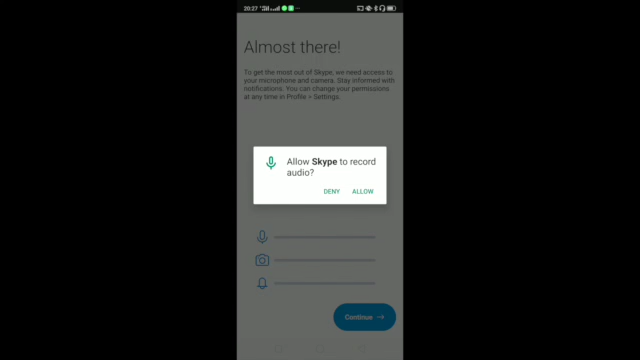 20:27
Almost there!
To get the most out of Skype, we need access to
your microphone and camera. Stay informed with
notifications. You can change your permissions
at any time in Profile > Settings.
Allow Skype to record
audio?
DENY ALLOW
Continue